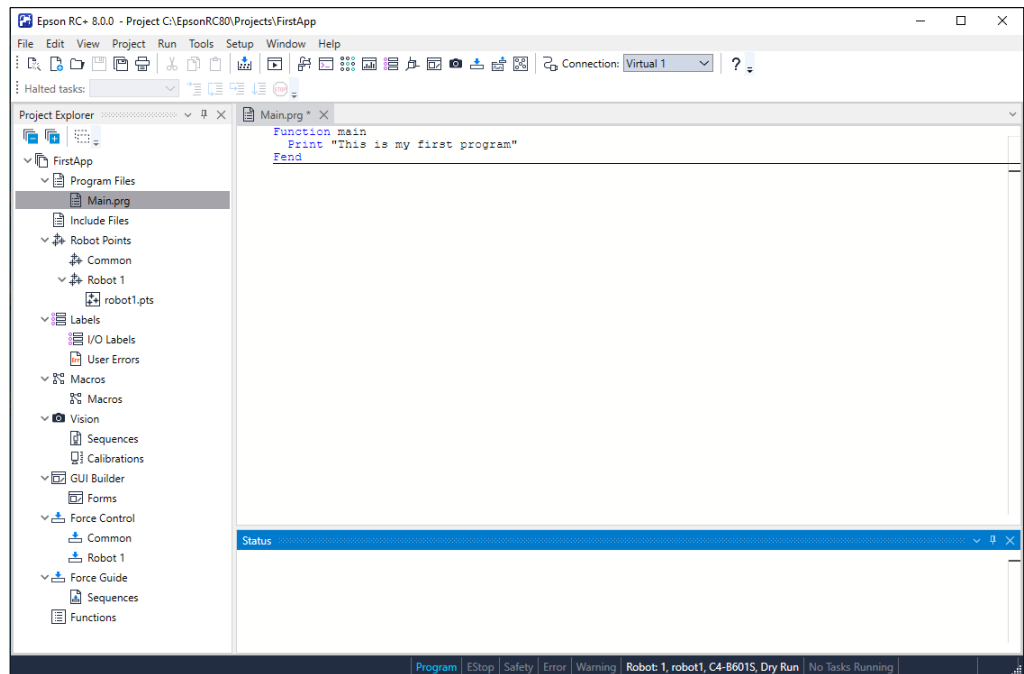 Epson RC+ 8.0.0 - Project C:\EpsonRC80\Projects\FirstApp
File Edit View Project Run Tools Setup Window Help
Connection: Virtual 1 ?
Halted tasks:
Project Explorer
Main.prg *
Function main
Print "This is my first program"
Fend
FirstApp
Program Files
Main.prg
Include Files
Robot Points
Common
Robot 1
robot1.pts
Labels
I/O Labels
User Errors
Macros
Macros
Vision
Sequences
Calibrations
GUI Builder
Forms
Force Control
Common
Robot 1
Force Guide
Sequences
Functions
Status
Program EStop Safety Error Warning Robot: 1, robot1, C4-B601S, Dry Run No Tasks Running